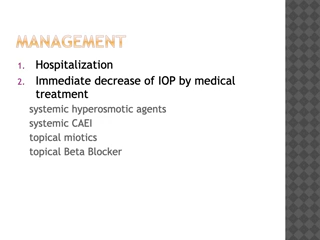 MANAGEMENT
1. Hospitalization
2. Immediate decrease of IOP by medical
treatment
systemic hyperosmotic agents
systemic CAEI
topical miotics
topical Beta Blocker